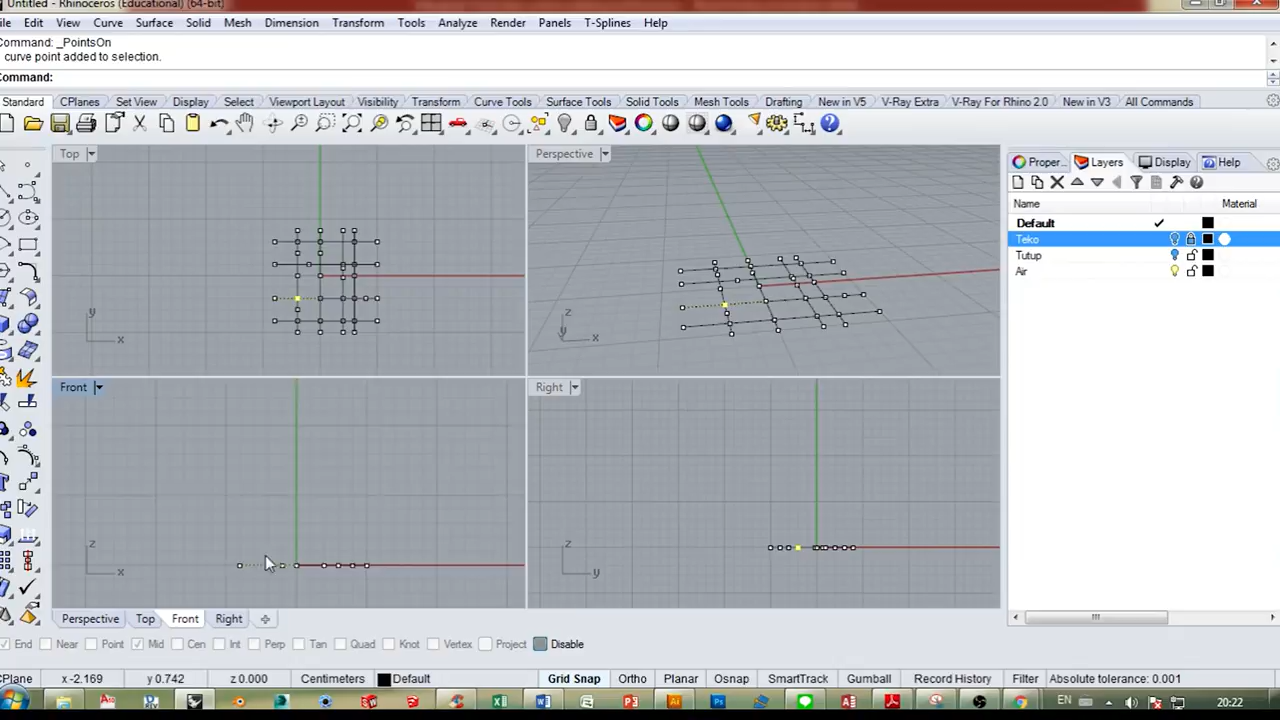 Untitled - Rhinoceros (Educational) (64-bit)
ile Edit View Curve Surface Solid Mesh Dimension Transform Tools Analyze Render Panels T-Splines Help
Command: _PointsOn
curve point added to selection.
Command:
Standard CPlanes Set View Display Select Viewport Layout Visibility Transform Curve Tools Surface Tools Solid Tools Mesh Tools Drafting New in V5 V-Ray Extra V-Ray For Rhino 2.0 New in V3 All Commands
Top Perspective Proper... Layers Display Help
Name Material
Default
Teko
Tutup
Air
y x z y x
Front Right
z x z y
Perspective Top Front Right
End Near Point Mid Cen Int Perp Tan Quad Knot Vertex Project Disable
CPlane x -2.169 y 0.742 z 0.000 Centimeters Default Grid Snap Ortho Planar Osnap SmartTrack Gumball Record History Filter Absolute tolerance: 0.001
EN 20:22